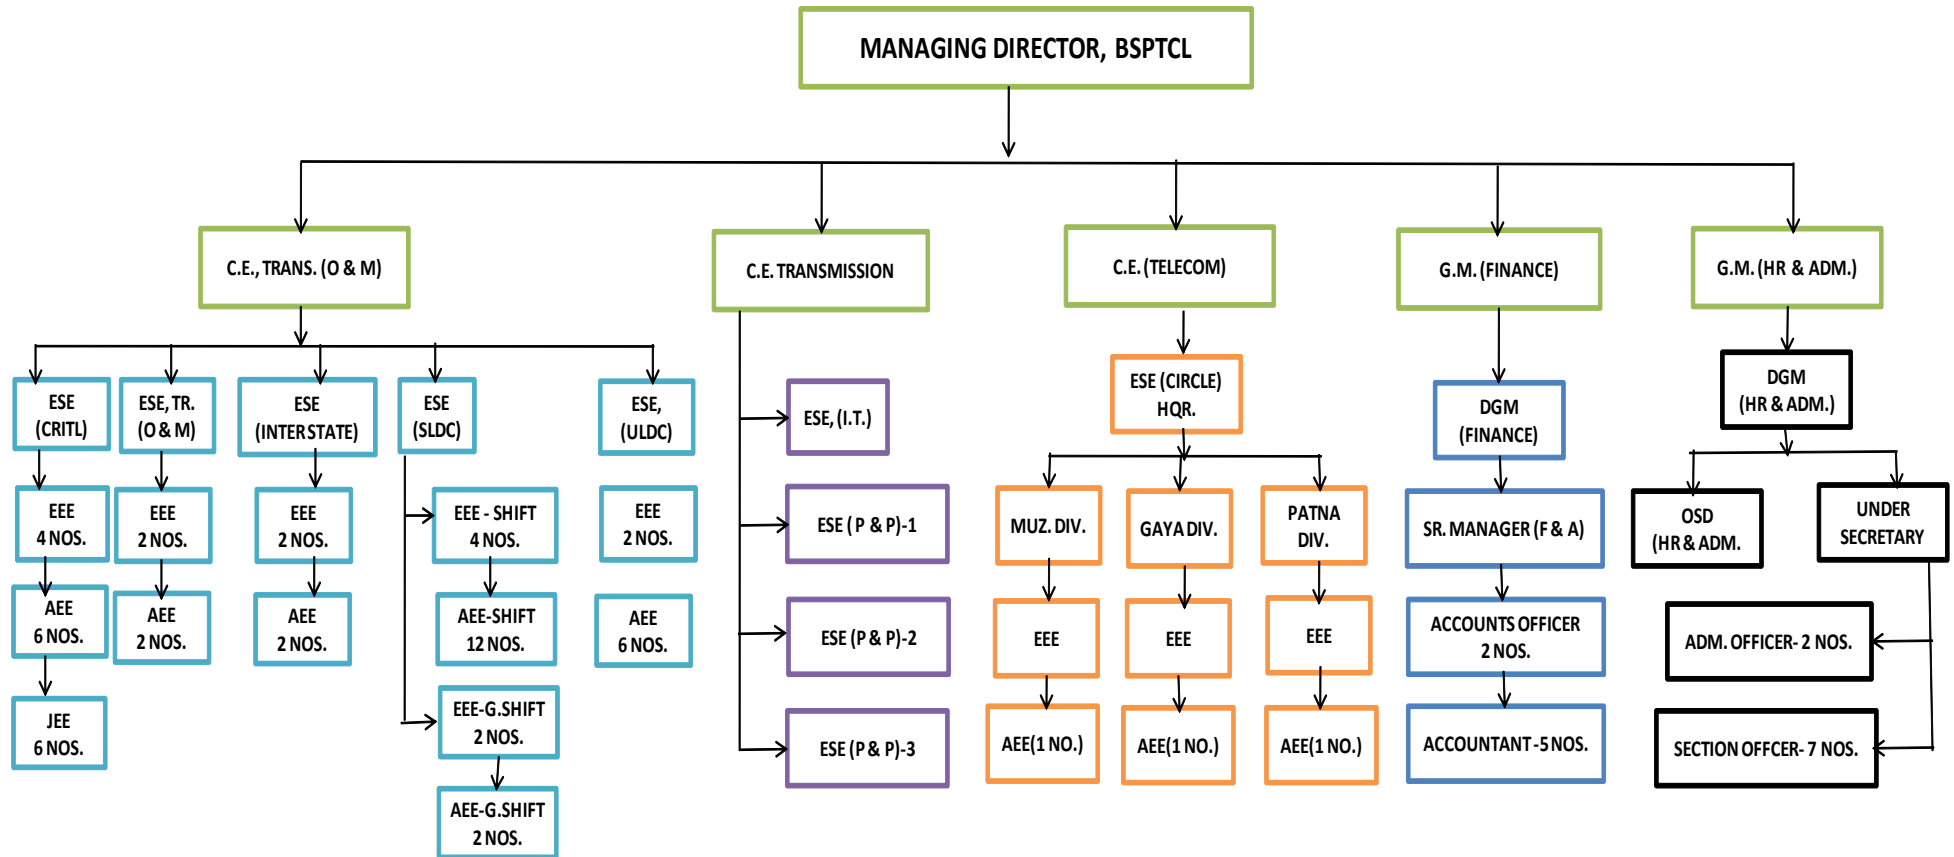 MANAGING DIRECTOR, BSPTCL
C.E., TRANS. (O & M)
C.E. TRANSMISSION
C.E. (TELECOM)
G.M. (FINANCE)
G.M. (HR & ADM.)
ESE
(CRITL)
ESE, TR.
(O & M)
ESE
(INTER STATE)
ESE
(SLDC)
ESE,
(ULDC)
EEE
4 NOS.
EEE
2 NOS.
EEE
2 NOS.
EEE - SHIFT
4 NOS.
EEE
2 NOS.
AEE
6 NOS.
AEE
2 NOS.
AEE
2 NOS.
AEE-SHIFT
12 NOS.
AEE
6 NOS.
JEE
6 NOS.
EEE-G.SHIFT
2 NOS.
AEE-G.SHIFT
2 NOS.
ESE, (I.T.)
ESE ( P & P)-1
ESE (P & P)-2
ESE (P & P)-3
ESE (CIRCLE)
HQR.
MUZ. DIV.
GAYA DIV.
PATNA
DIV.
EEE
EEE
EEE
AEE(1 NO.)
AEE(1 NO.)
AEE(1 NO.)
DGM
(FINANCE)
SR. MANAGER (F & A)
ACCOUNTS OFFICER
2 NOS.
ACCOUNTANT -5 NOS.
DGM
(HR & ADM.)
OSD
(HR & ADM.
UNDER
SECRETARY
ADM. OFFICER- 2 NOS.
SECTION OFFCER- 7 NOS.